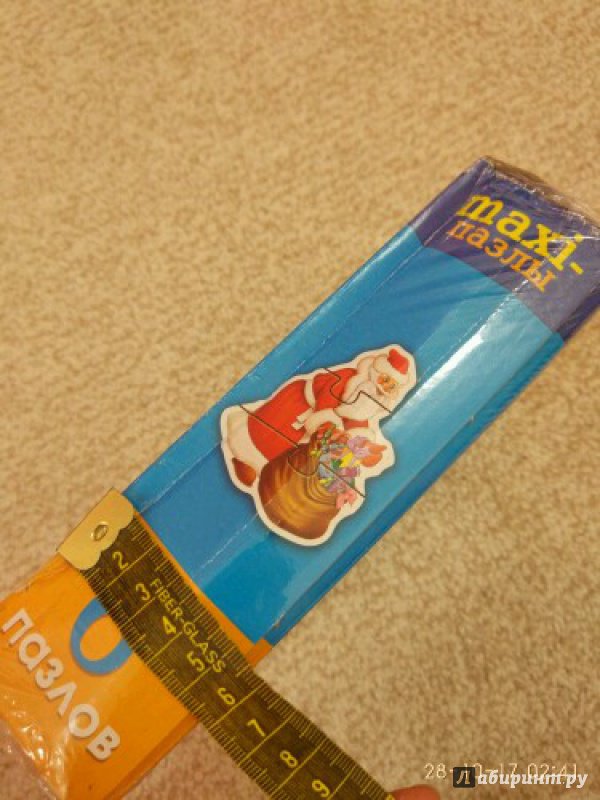 maxi-
пазлы
2 3 4 5 6 7 8 9
FIBER-GLASS
6
пазлов
28-10-17 02:41
Лабиринт.ру